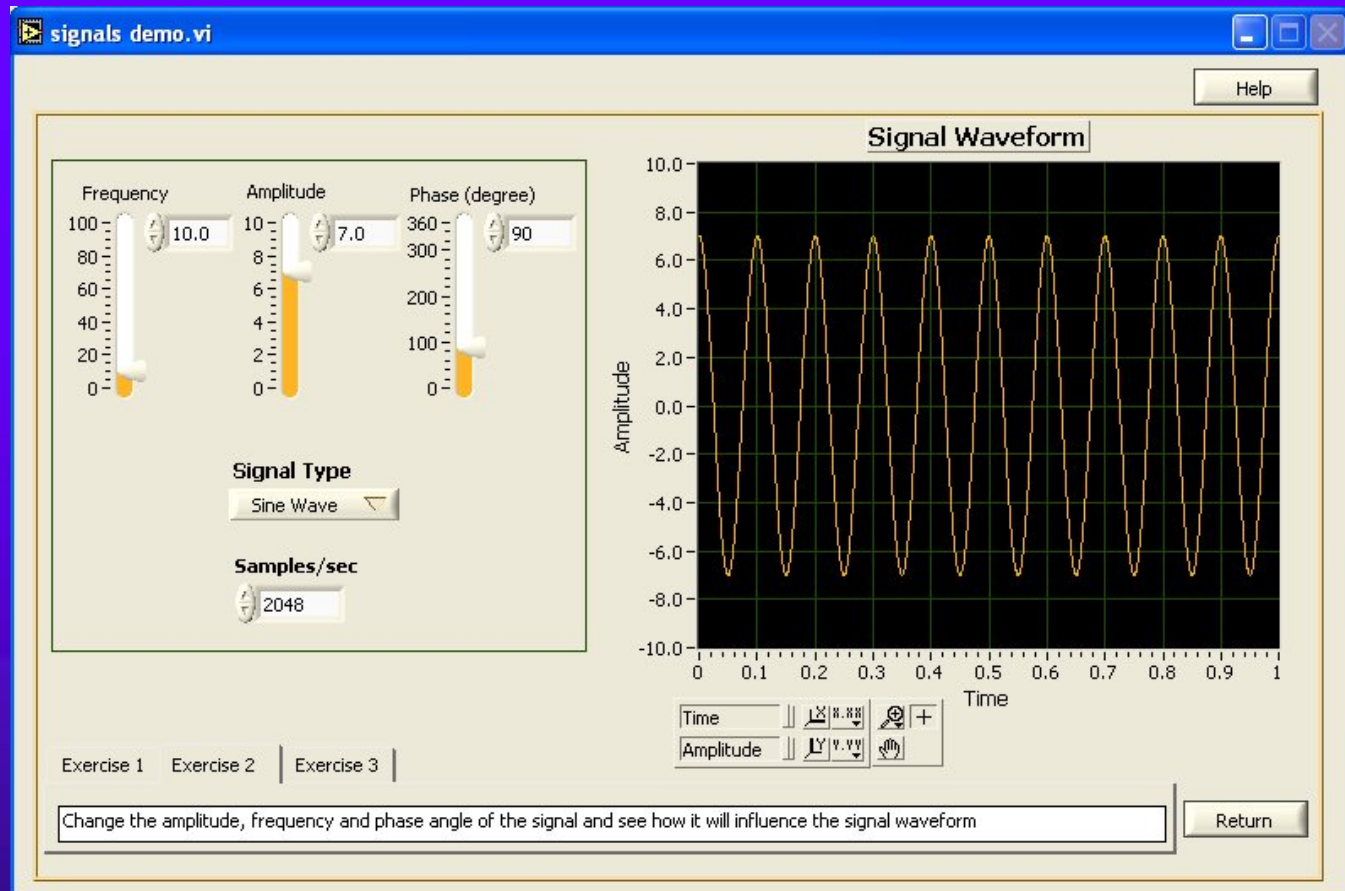 signals demo.vi
Help
Signal Waveform
Frequency
100
80
60
40
20
0
10.0
Amplitude
10
8
6
4
2
0
7.0
Phase (degree)
360
300
200
100
0
90
Signal Type
Sine Wave
Samples/sec
2048
Amplitude
10.0
8.0
6.0
4.0
2.0
0.0
-2.0
-4.0
-6.0
-8.0
-10.0
0 0.1 0.2 0.3 0.4 0.5 0.6 0.7 0.8 0.9 1
Time
Time X 8.88
Amplitude Y Y.YY
Exercise 1 Exercise 2 Exercise 3
Change the amplitude, frequency and phase angle of the signal and see how it will influence the signal waveform
Return